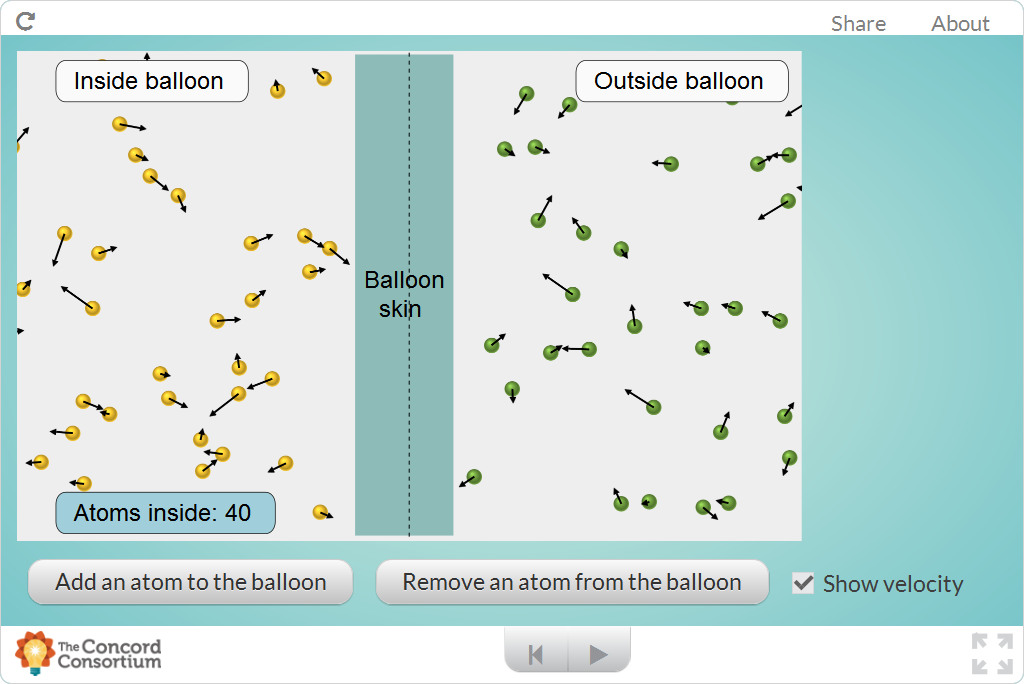 Share About
Inside balloon
Outside balloon
Balloon
skin
Atoms inside: 40
Add an atom to the balloon
Remove an atom from the balloon
Show velocity
The Concord
Consortium